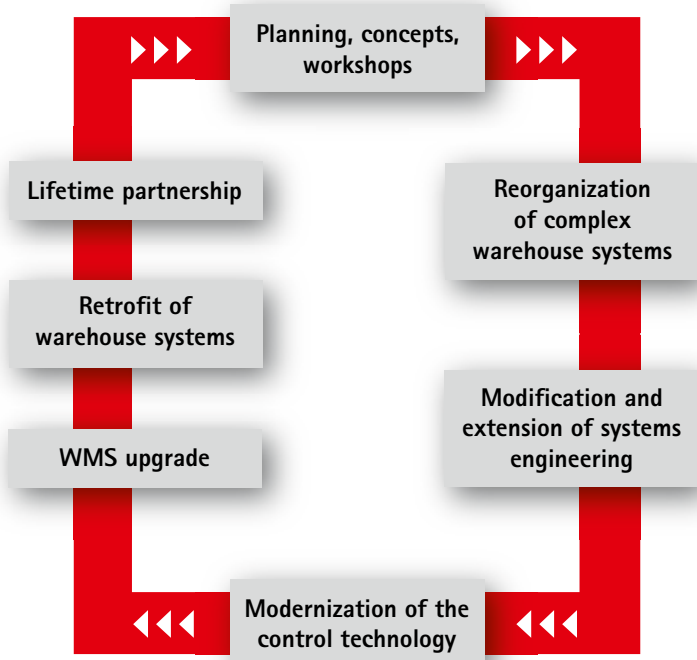 Planning, concepts,
workshops
Lifetime partnership
Reorganization
of complex
warehouse systems
Retrofit of
warehouse systems
Modification and
extension of systems
engineering
WMS upgrade
Modernization of the
control technology